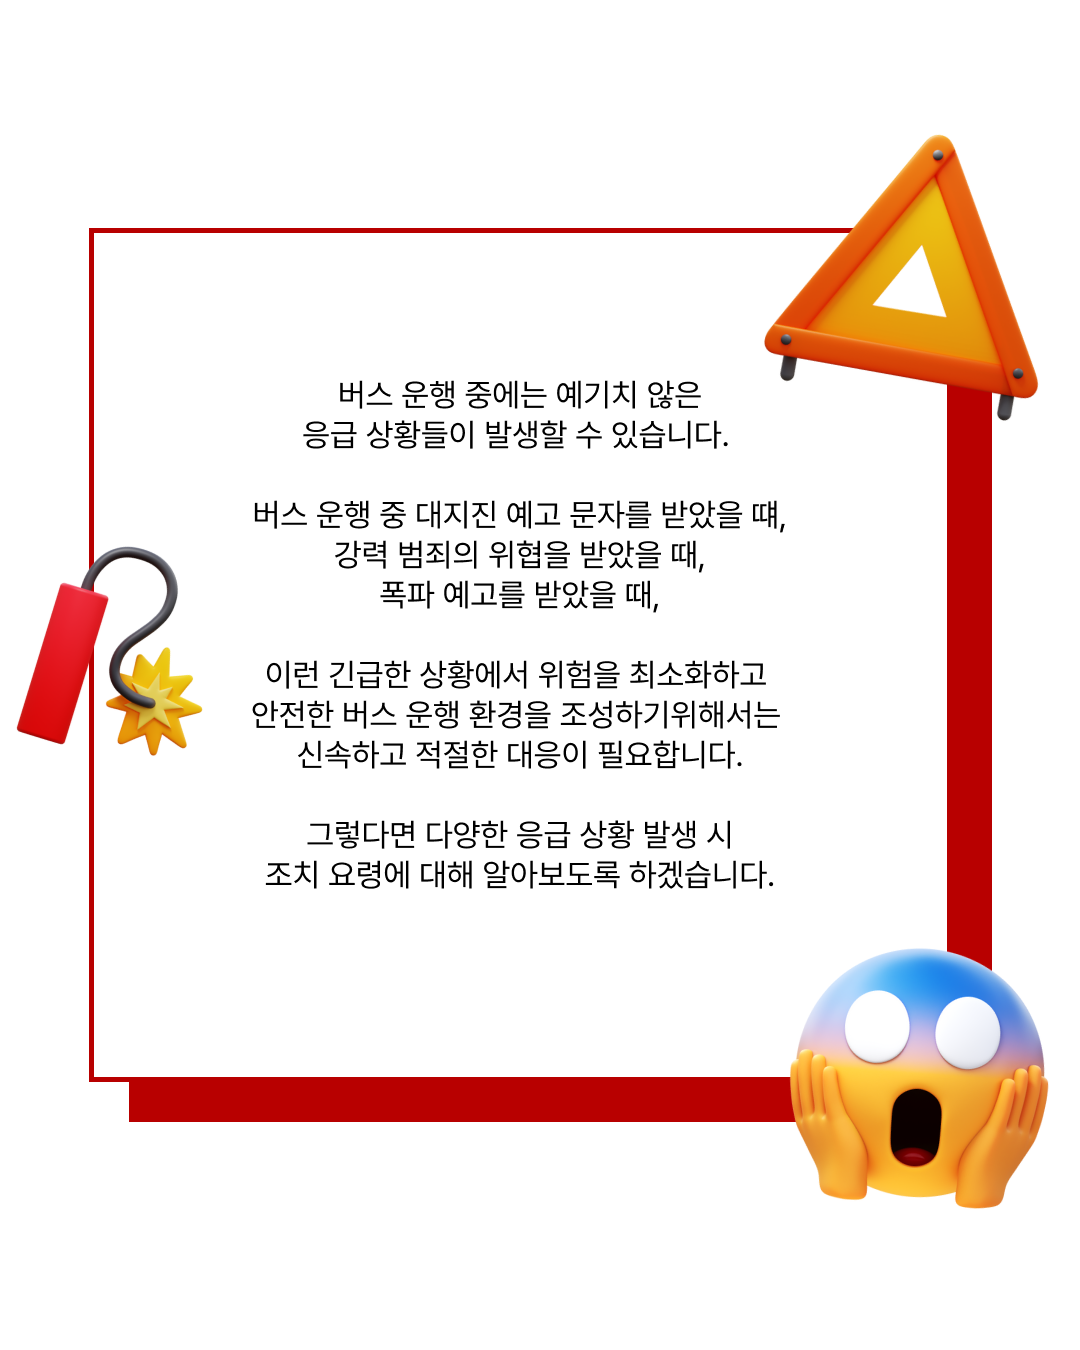 버스 운행 중에는 예기치 않은
응급 상황들이 발생할 수 있습니다.
버스 운행 중 대지진 예고 문자를 받았을 떄,
강력 범죄의 위협을 받았을 때,
폭파 예고를 받았을 때,
이런 긴급한 상황에서 위험을 최소화하고
안전한 버스 운행 환경을 조성하기위해서는
신속하고 적절한 대응이 필요합니다.
그렇다면 다양한 응급 상황 발생 시
조치 요령에 대해 알아보도록 하겠습니다.